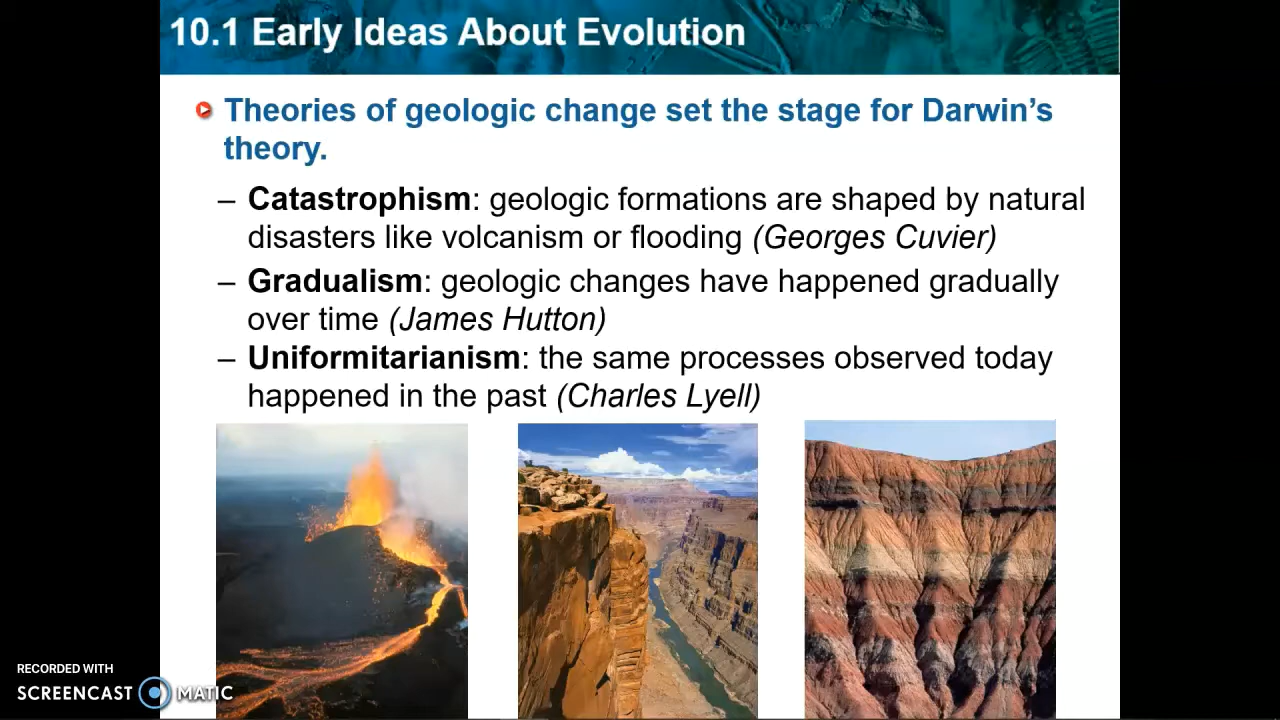 10.1 Early Ideas About Evolution
Theories of geologic change set the stage for Darwin’s
theory.
– Catastrophism: geologic formations are shaped by natural
disasters like volcanism or flooding (Georges Cuvier)
– Gradualism: geologic changes have happened gradually
over time (James Hutton)
– Uniformitarianism: the same processes observed today
happened in the past (Charles Lyell)
RECORDED WITH
SCREENCAST MATIC